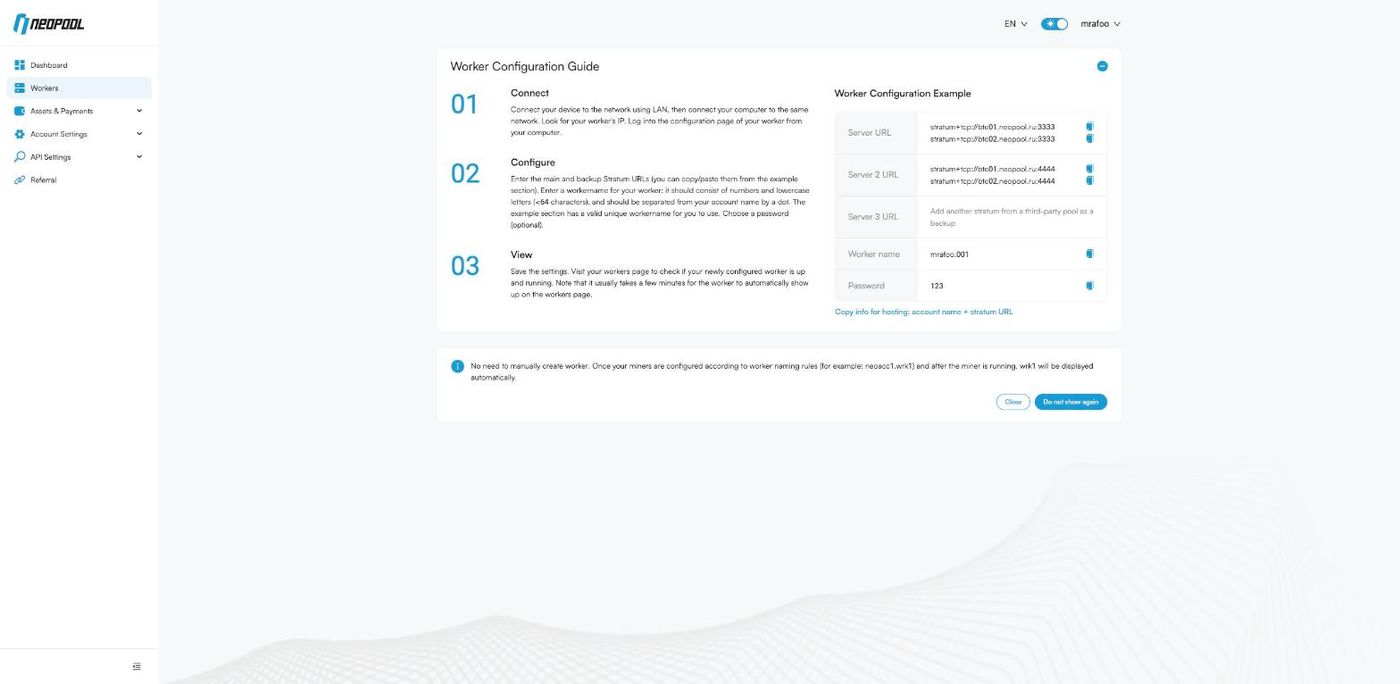 NEOPOOL
EN
mrafoo
Dashboard
Workers
Assets & Payments
Account Settings
API Settings
Referral
Worker Configuration Guide
01
Connect
Connect your device to the network using LAN, then connect your computer to the same
network. Look for your worker's IP. Log into the configuration page of your worker from
your computer.
02
Configure
Enter the main and backup Stratum URLs (you can copy/paste them from the example
section). Enter a workername for your worker: it should consist of numbers and lowercase
letters (<64 characters), and should be separated from your account name by a dot. The
example section has a valid unique workername for you to use. Choose a password
(optional).
03
View
Save the settings. Visit your workers page to check if your newly configured worker is up
and running. Note that it usually takes a few minutes for the worker to automatically show
up on the workers page.
Worker Configuration Example
Server URL
stratum+tcp://btc01.neopool.ru:3333
stratum+tcp://btc02.neopool.ru:3333
Server 2 URL
stratum+tcp://btc01.neopool.ru:4444
stratum+tcp://btc02.neopool.ru:4444
Server 3 URL
Add another stratum from a third-party pool as a
backup
Worker name
mrafoo.001
Password
123
Copy info for hosting: account name + stratum URL
No need to manually create worker. Once your miners are configured according to worker naming rules (for example: neoacc1.wrk1) and after the miner is running, wrk1 will be displayed
automatically.
Close
Do not show again